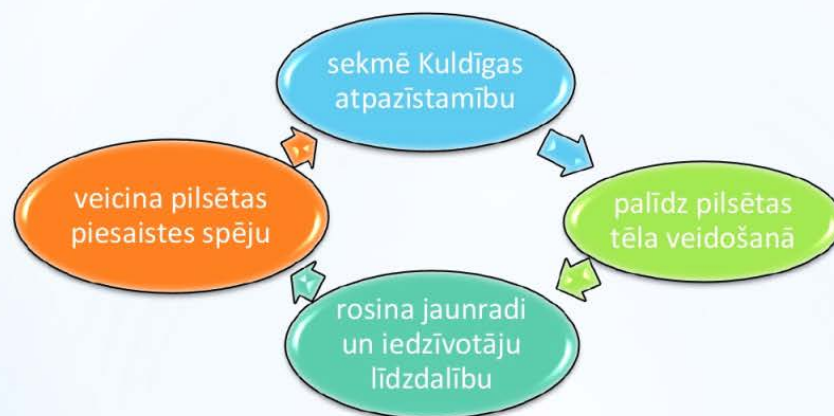 sekmē Kuldīgas
atpazīstamību
palīdz pilsētas
tēla veidošanā
rosina jaunradi
un iedzīvotāju
līdzdalību
veicina pilsētas
piesaistes spēju